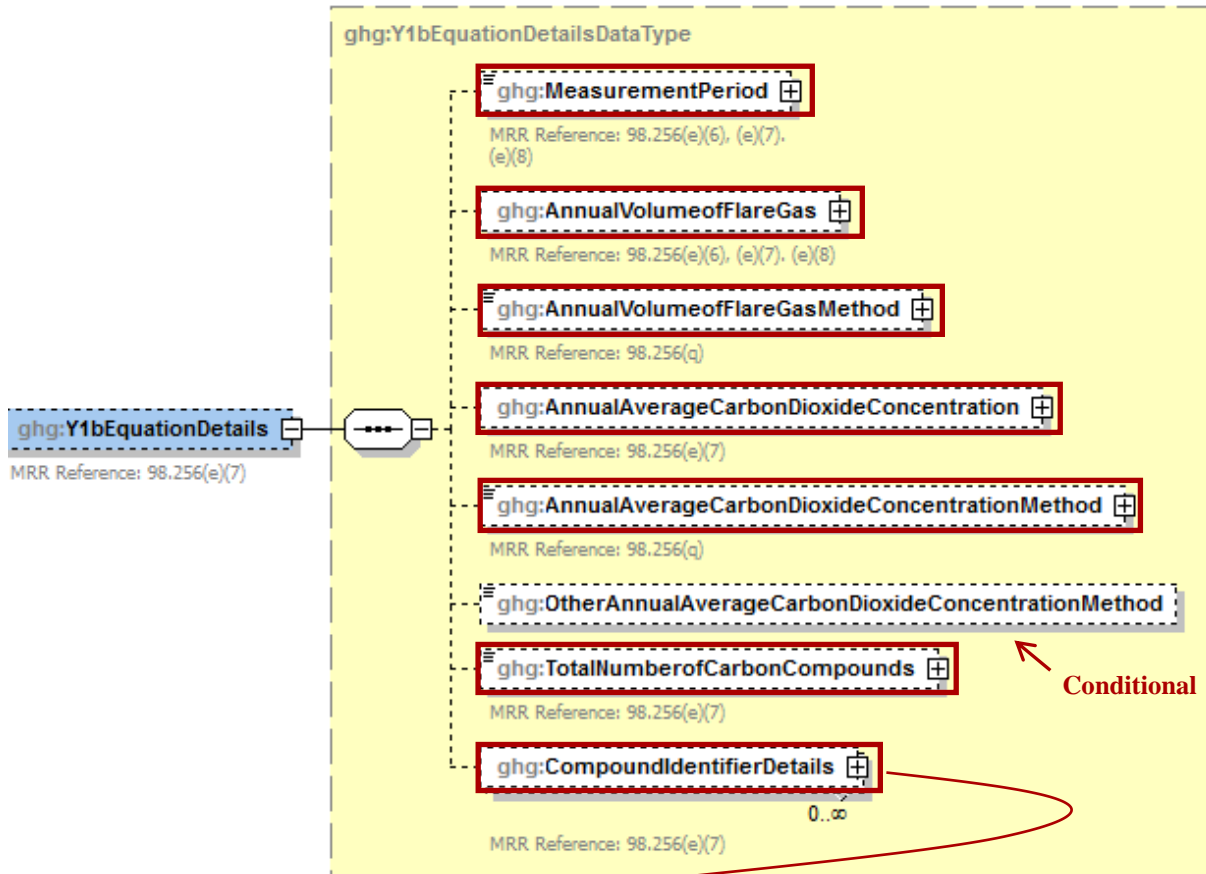 ghg:Y1bEquationDetailsDataType
ghg:MeasurementPeriod
MRR Reference: 98.256(e)(6), (e)(7).
(e)(8)
ghg:AnnualVolumeofFlareGas
MRR Reference: 98.256(e)(6), (e)(7). (e)(8)
ghg:AnnualVolumeofFlareGasMethod
MRR Reference: 98.256(q)
ghg:AnnualAverageCarbonDioxideConcentration
MRR Reference: 98.256(e)(7)
ghg:Y1bEquationDetails
MRR Reference: 98.256(e)(7)
ghg:AnnualAverageCarbonDioxideConcentrationMethod
MRR Reference: 98.256(q)
ghg:OtherAnnualAverageCarbonDioxideConcentrationMethod
Conditional
ghg:TotalNumberofCarbonCompounds
MRR Reference: 98.256(e)(7)
ghg:CompoundIdentifierDetails
0..∞
MRR Reference: 98.256(e)(7)